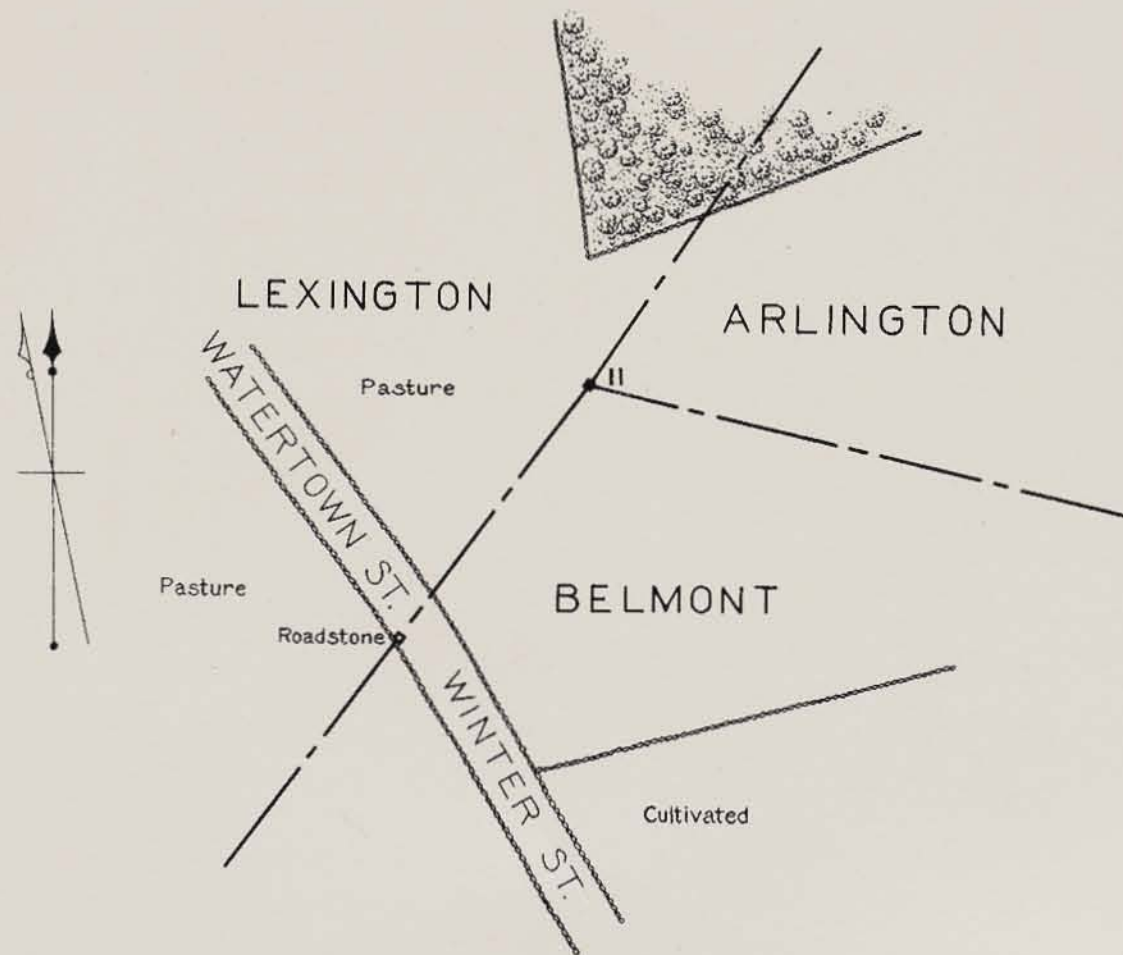 LEXINGTON
ARLINGTON
WATERTOWN ST.
Pasture
11
Pasture
BELMONT
Roadstone
WINTER ST.
Cultivated